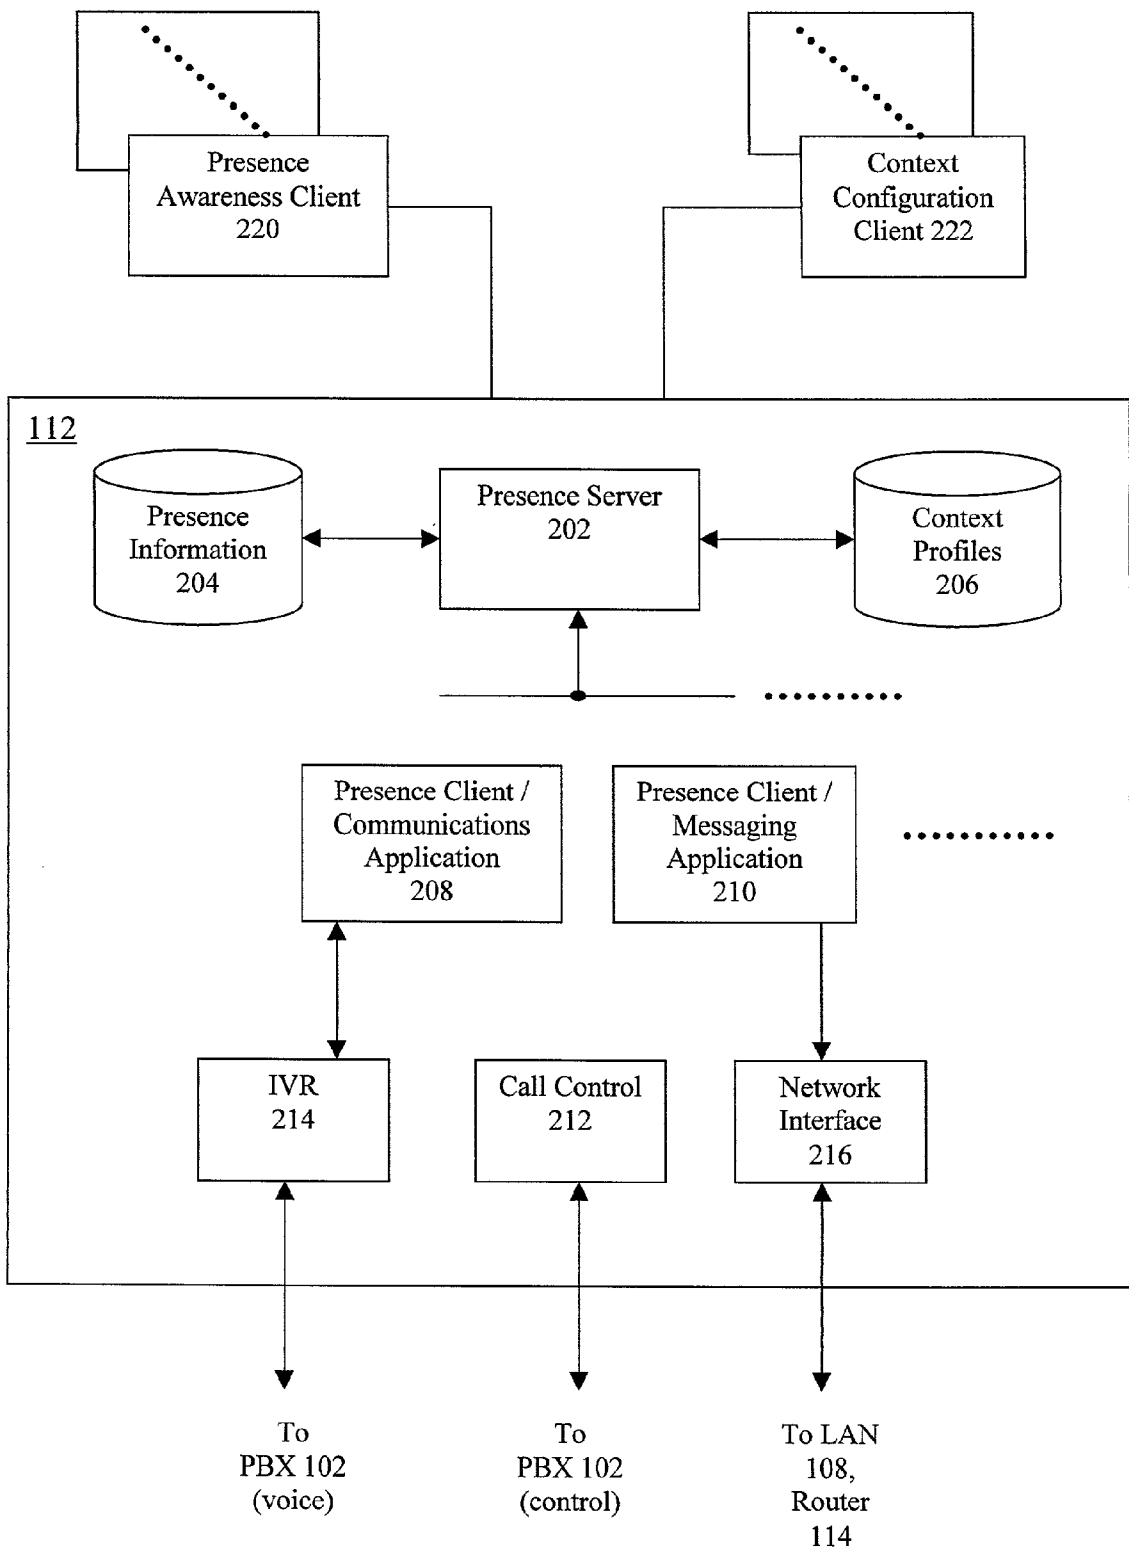 Presence
Awareness Client
220
Context
Configuration
Client 222
112
Presence
Information
204
Presence Server
202
Context
Profiles
206
Presence Client /
Communications
Application
208
Presence Client /
Messaging
Application
210
IVR
214
Call Control
212
Network
Interface
216
To
PBX 102
(voice)
To
PBX 102
(control)
To LAN
108,
Router
114